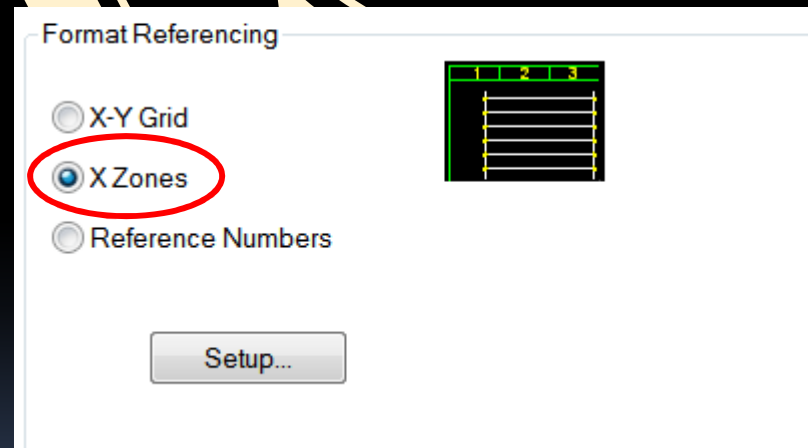 Format Referencing
1 2 3
X-Y Grid
X Zones
Reference Numbers
Setup...